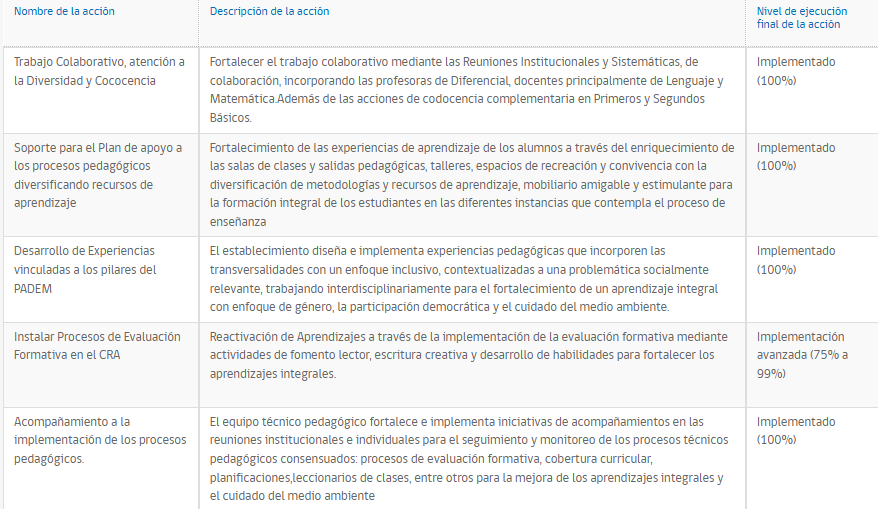 Nombre de la acción
Descripción de la acción
Nivel de ejecución
final de la acción
Trabajo Colaborativo, atención a
la Diversidad y Cococencia
Fortalecer el trabajo colaborativo mediante las Reuniones Institucionales y Sistemáticas, de
colaboración, incorporando las profesoras de Diferencial, docentes principalmente de Lenguaje y
Matemática.Además de las acciones de codocencia complementaria en Primeros y Segundos
Básicos.
Implementado
(100%)
Soporte para el Plan de apoyo a
los procesos pedagógicos
diversificando recursos de
aprendizaje
Fortalecimiento de las experiencias de aprendizaje de los alumnos a través del enriquecimiento de
las salas de clases y salidas pedagógicas, talleres, espacios de recreación y convivencia con la
diversificación de metodologías y recursos de aprendizaje, mobiliario amigable y estimulante para
la formación integral de los estudiantes en las diferentes instancias que contempla el proceso de
enseñanza
Implementado
(100%)
Desarrollo de Experiencias
vinculadas a los pilares del
PADEM
El establecimiento diseña e implementa experiencias pedagógicas que incorporen las
transversalidades con un enfoque inclusivo, contextualizadas a una problemática socialmente
relevante, trabajando interdisciplinariamente para el fortalecimiento de un aprendizaje integral
con enfoque de género, la participación democrática y el cuidado del medio ambiente.
Implementado
(100%)
Instalar Procesos de Evaluación
Formativa en el CRA
Reactivación de Aprendizajes a través de la implementación de la evaluación formativa mediante
actividades de fomento lector, escritura creativa y desarrollo de habilidades para fortalecer los
aprendizajes integrales.
Implementación
avanzada (75% a
99%)
Acompañamiento a la
implementación de los procesos
pedagógicos.
El equipo técnico pedagógico fortalece e implementa iniciativas de acompañamientos en las
reuniones institucionales e individuales para el seguimiento y monitoreo de los procesos técnicos
pedagógicos consensuados: procesos de evaluación formativa, cobertura curricular,
planificaciones,leccionarios de clases, entre otros para la mejora de los aprendizajes integrales y
el cuidado del medio ambiente
Implementado
(100%)